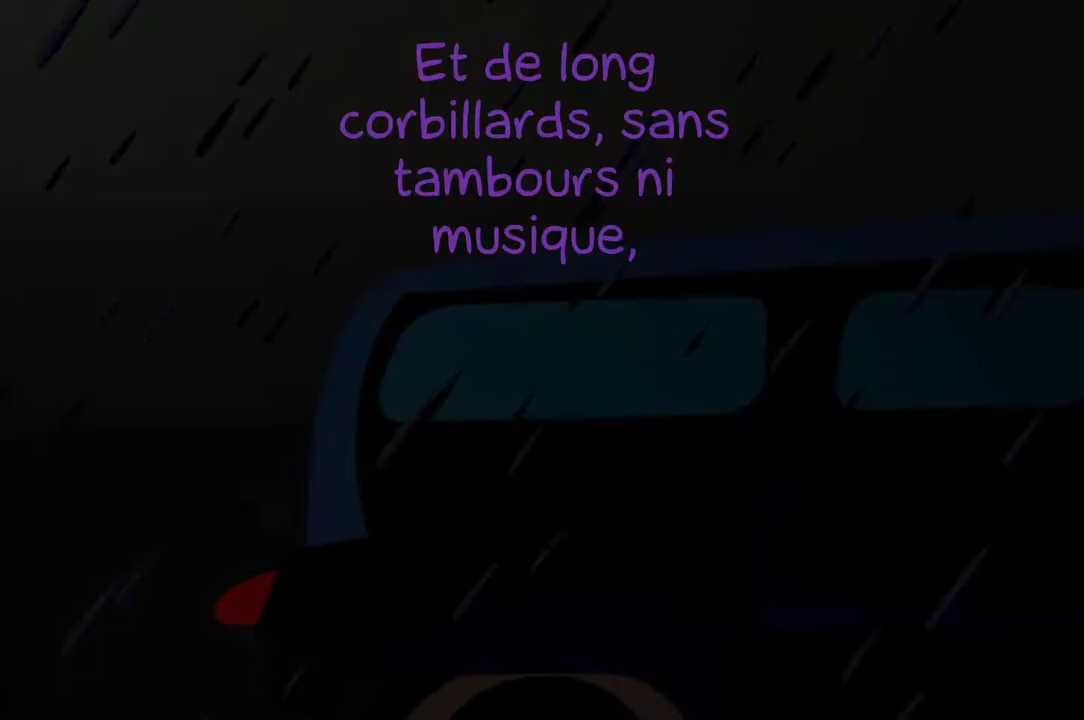 Et de long
corbillards, sans
tambours ni
musique,